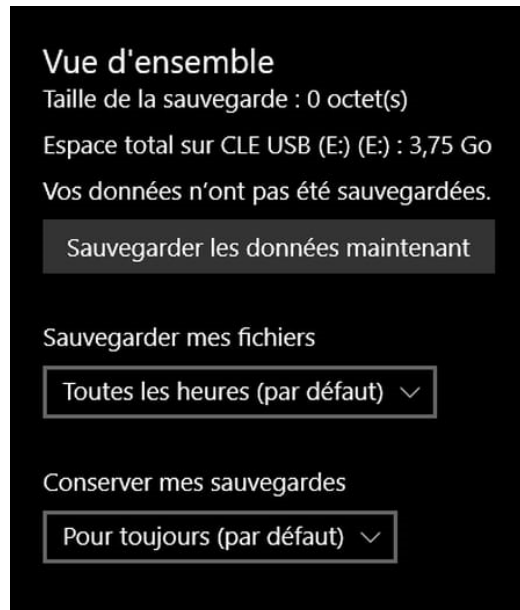 Vue d'ensemble
Taille de la sauvegarde : 0 octet(s)
Espace total sur CLE USB (E:) (E:) : 3,75 Go
Vos données n’ont pas été sauvegardées.
Sauvegarder les données maintenant
Sauvegarder mes fichiers
Toutes les heures (par défaut)
Conserver mes sauvegardes
Pour toujours (par défaut)